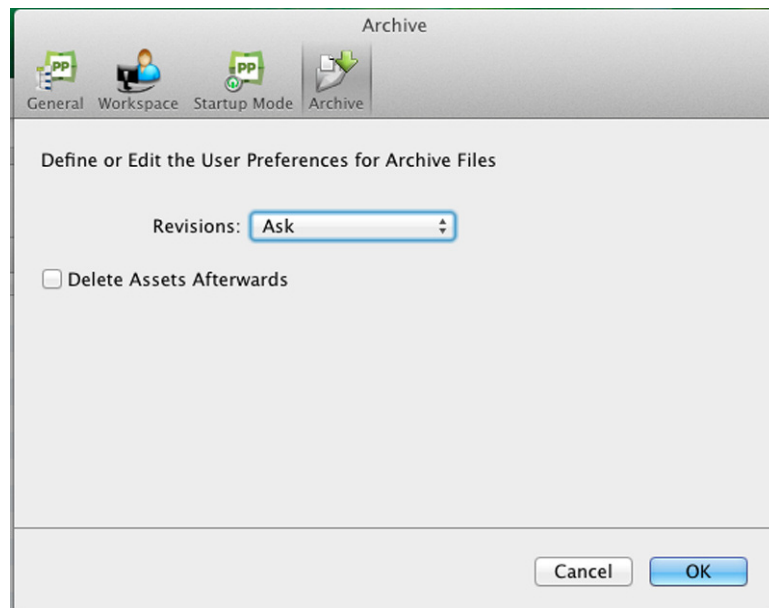 Archive
PP PP
General Workspace Startup Mode Archive
Define or Edit the User Preferences for Archive Files
Revisions: Ask
Delete Assets Afterwards
Cancel OK